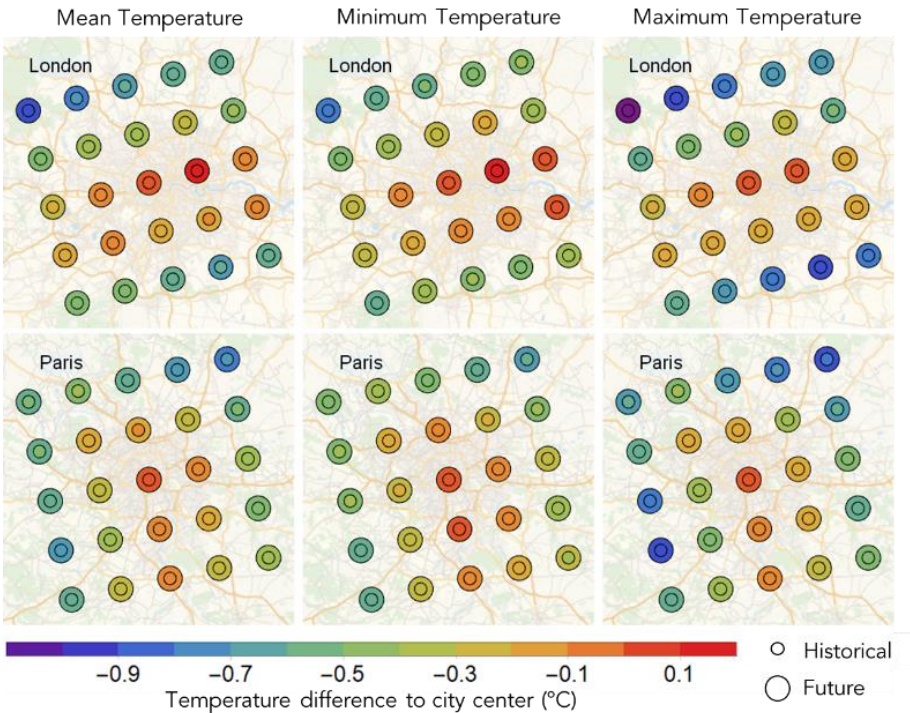 Mean Temperature
Minimum Temperature
Maximum Temperature
London
London
London
Paris
Paris
Paris
−0.9 −0.7 −0.5 −0.3 −0.1 0.1
Temperature difference to city center (°C)
Historical
Future